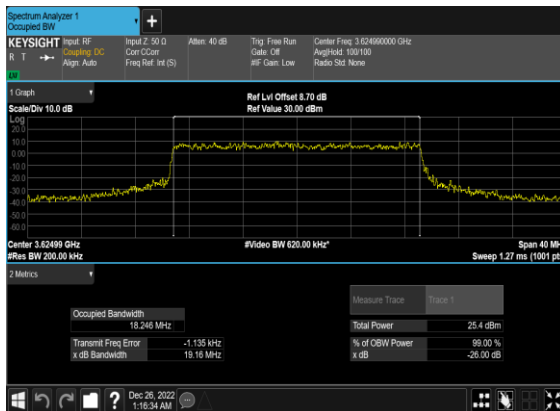 Spectrum Analyzer 1
Occupied BW
+
KEYSIGHT
R T
Input: RF
Coupling: DC
Align: Auto
Input Z: 50 Ω
Corr CCorr
Freq Ref: Int (S)
Atten: 40 dB
Trig: Free Run
Gate: Off
#IF Gain: Low
Center Freq: 3.624990000 GHz
Avg|Hold: 100/100
Radio Std: None
1 Graph
Scale/Div 10.0 dB
Ref Lvl Offset 8.70 dB
Ref Value 30.00 dBm
Log
20.0
10.0
0.00
-10.0
-20.0
-30.0
-40.0
-50.0
-60.0
Center 3.62499 GHz
#Res BW 200.00 kHz
#Video BW 620.00 kHz*
Span 40 MH
Sweep 1.27 ms (1001 pts
2 Metrics
Measure Trace
Trace 1
Occupied Bandwidth
18.246 MHz
Total Power
25.4 dBm
Transmit Freq Error
-1.135 kHz
% of OBW Power
99.00 %
x dB Bandwidth
19.16 MHz
x dB
-26.00 dB
?
Dec 26, 2022
1:16:34 AM